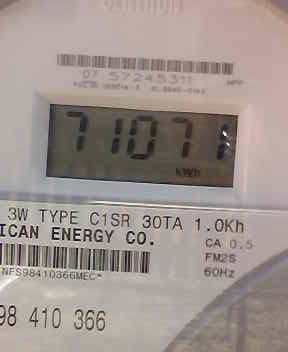 07 57245311
71071
kWh
3W TYPE C1SR 30TA 1.0Kh
ICAN ENERGY CO.
CA 0.5
FM2S
60Hz
NFS98410366MEC*
98 410 366